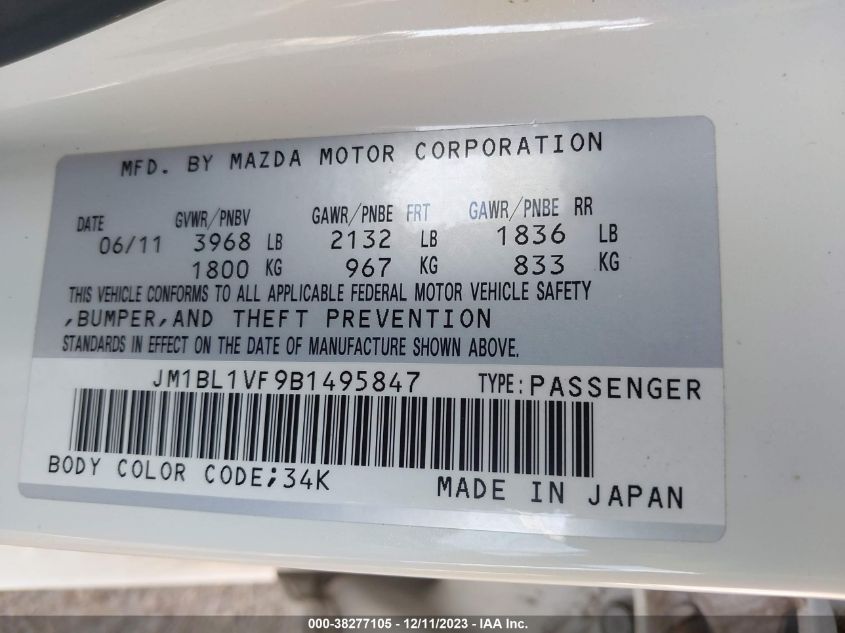 MFD. BY MAZDA MOTOR CORPORATION
DATE GVWR/PNBV GAWR/PNBE FRT GAWR/PNBE RR
06/11 3968 LB 2132 LB 1836 LB
1800 KG 967 KG 833 KG
THIS VEHICLE CONFORMS TO ALL APPLICABLE FEDERAL MOTOR VEHICLE SAFETY
,BUMPER,AND THEFT PREVENTION
STANDARDS IN EFFECT ON THE DATE OF MANUFACTURE SHOWN ABOVE.
JM1BL1VF9B1495847 TYPE:PASSENGER
BODY COLOR CODE;34K MADE IN JAPAN
000-38277105 - 12/11/2023 - IAA Inc.